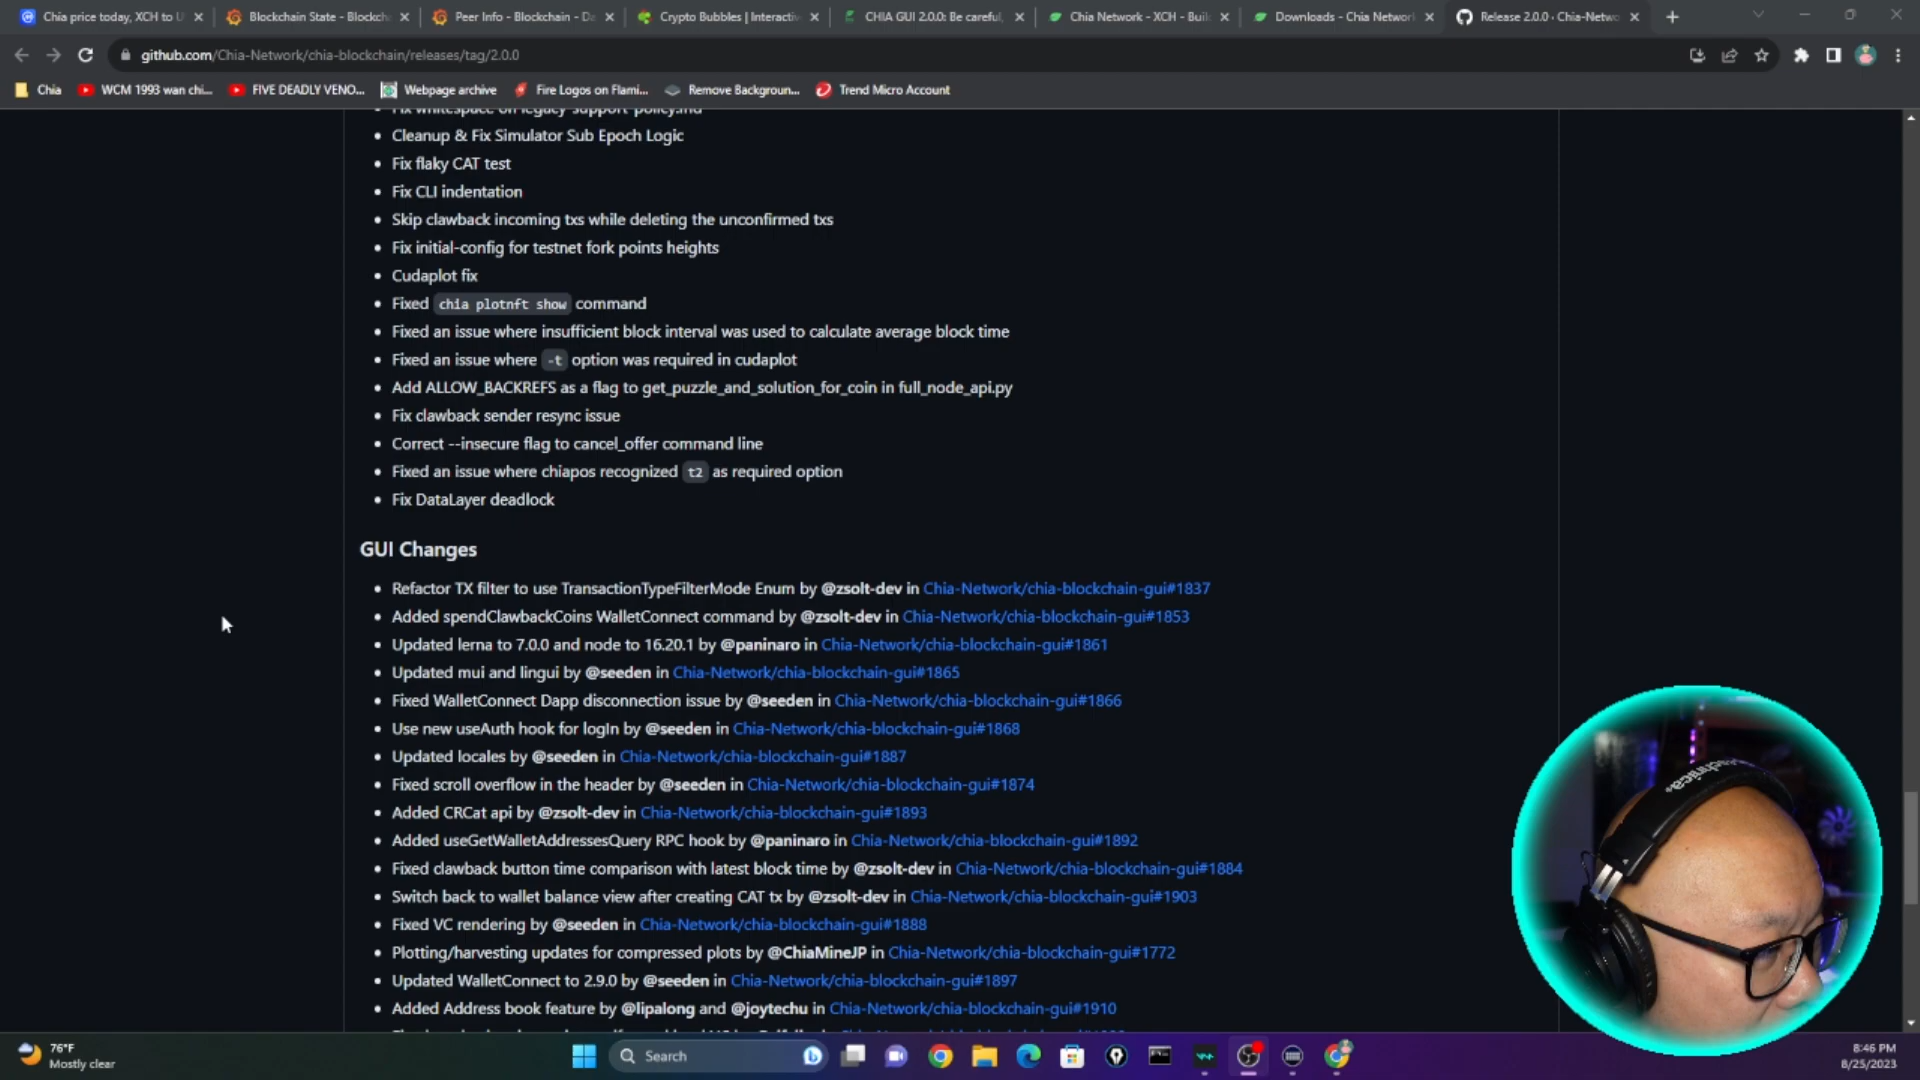 Chia price today, XCH to U
Blockchain State - Blockch
Peer Info - Blockchain - Da
Crypto Bubbles | Interactiv
CHIA GUI 2.0.0: Be careful,
Chia Network - XCH - Buil
Downloads - Chia Network
Release 2.0.0 · Chia-Netwo
github.com/Chia-Network/chia-blockchain/releases/tag/2.0.0
Chia
WCM 1993 wan chi...
FIVE DEADLY VENO...
Webpage archive
Fire Logos on Flami...
Remove Backgroun...
Trend Micro Account
Fix whitespace on legacy-support-policy.md
Cleanup & Fix Simulator Sub Epoch Logic
Fix flaky CAT test
Fix CLI indentation
Skip clawback incoming txs while deleting the unconfirmed txs
Fix initial-config for testnet fork points heights
Cudaplot fix
Fixed chia plotnft show command
Fixed an issue where insufficient block interval was used to calculate average block time
Fixed an issue where -t option was required in cudaplot
Add ALLOW_BACKREFS as a flag to get_puzzle_and_solution_for_coin in full_node_api.py
Fix clawback sender resync issue
Correct --insecure flag to cancel_offer command line
Fixed an issue where chiapos recognized t2 as required option
Fix DataLayer deadlock
GUI Changes
Refactor TX filter to use TransactionTypeFilterMode Enum by @zsolt-dev in Chia-Network/chia-blockchain-gui#1837
Added spendClawbackCoins WalletConnect command by @zsolt-dev in Chia-Network/chia-blockchain-gui#1853
Updated lerna to 7.0.0 and node to 16.20.1 by @paninaro in Chia-Network/chia-blockchain-gui#1861
Updated mui and lingui by @seeden in Chia-Network/chia-blockchain-gui#1865
Fixed WalletConnect Dapp disconnection issue by @seeden in Chia-Network/chia-blockchain-gui#1866
Use new useAuth hook for logIn by @seeden in Chia-Network/chia-blockchain-gui#1868
Updated locales by @seeden in Chia-Network/chia-blockchain-gui#1887
Fixed scroll overflow in the header by @seeden in Chia-Network/chia-blockchain-gui#1874
Added CRCat api by @zsolt-dev in Chia-Network/chia-blockchain-gui#1893
Added useGetWalletAddressesQuery RPC hook by @paninaro in Chia-Network/chia-blockchain-gui#1892
Fixed clawback button time comparison with latest block time by @zsolt-dev in Chia-Network/chia-blockchain-gui#1884
Switch back to wallet balance view after creating CAT tx by @zsolt-dev in Chia-Network/chia-blockchain-gui#1903
Fixed VC rendering by @seeden in Chia-Network/chia-blockchain-gui#1888
Plotting/harvesting updates for compressed plots by @ChiaMineJP in Chia-Network/chia-blockchain-gui#1772
Updated WalletConnect to 2.9.0 by @seeden in Chia-Network/chia-blockchain-gui#1897
Added Address book feature by @lipalong and @joytechu in Chia-Network/chia-blockchain-gui#1910
76°F
Mostly clear
Search
8:46 PM
8/25/2023